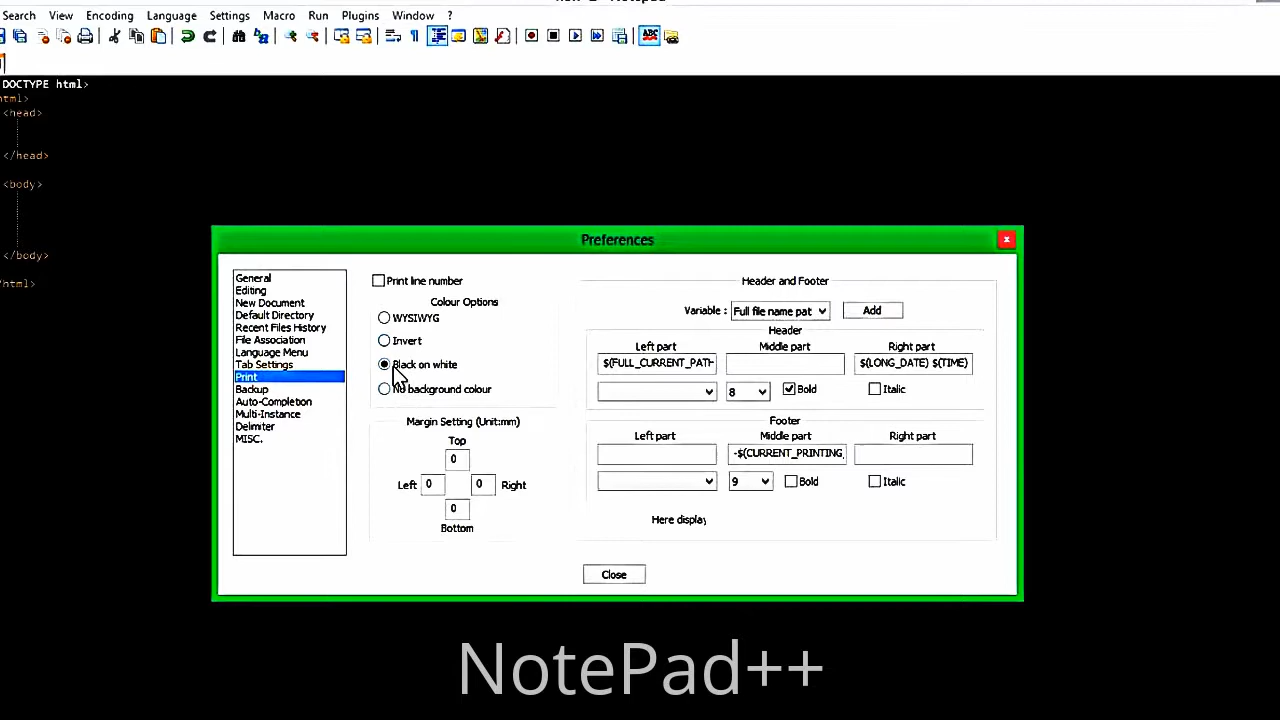 Search View Encoding Language Settings Macro Run Plugins Window ?
ABC
DOCTYPE html>
html>
<head>
</head>
<body>
</body>
/html>
Preferences
x
General
Editing
New Document
Default Directory
Recent Files History
File Association
Language Menu
Tab Settings
Print
Backup
Auto-Completion
Multi-Instance
Delimiter
MISC.
Print line number
Colour Options
WYSIWYG
Invert
Black on white
No background colour
Margin Setting (Unit:mm)
Top
0
Left 0 0 Right
0
Bottom
Header and Footer
Variable : Full file name pat Add
Header
Left part Middle part Right part
$(FULL_CURRENT_PATH $(LONG_DATE) $(TIME)
8 Bold Italic
Footer
Left part Middle part Right part
-$(CURRENT_PRINTING_
9 Bold Italic
Here display
Close
NotePad++